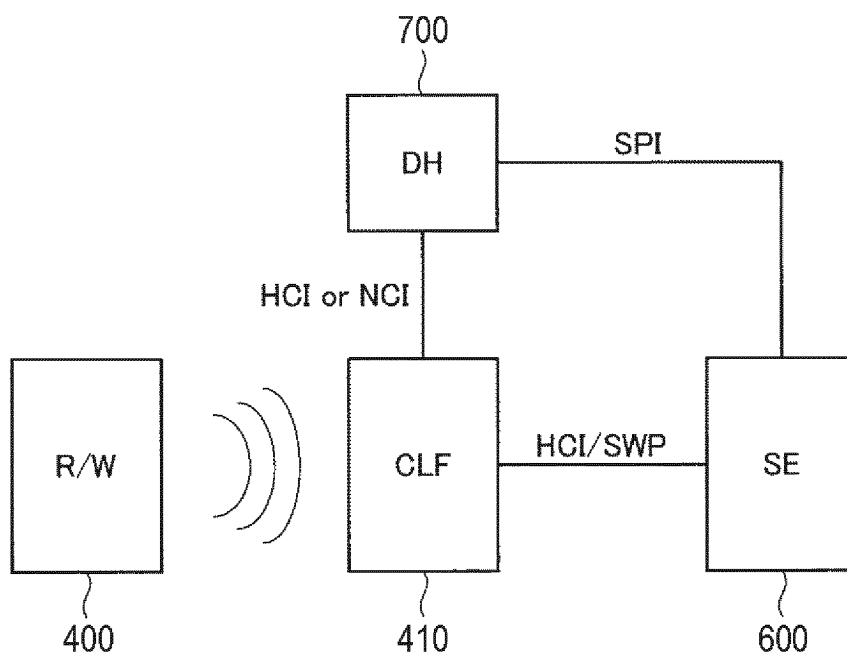 700
DH
SPI
HCI or NCI
R/W
CLF
HCI/SWP
SE
400
410
600